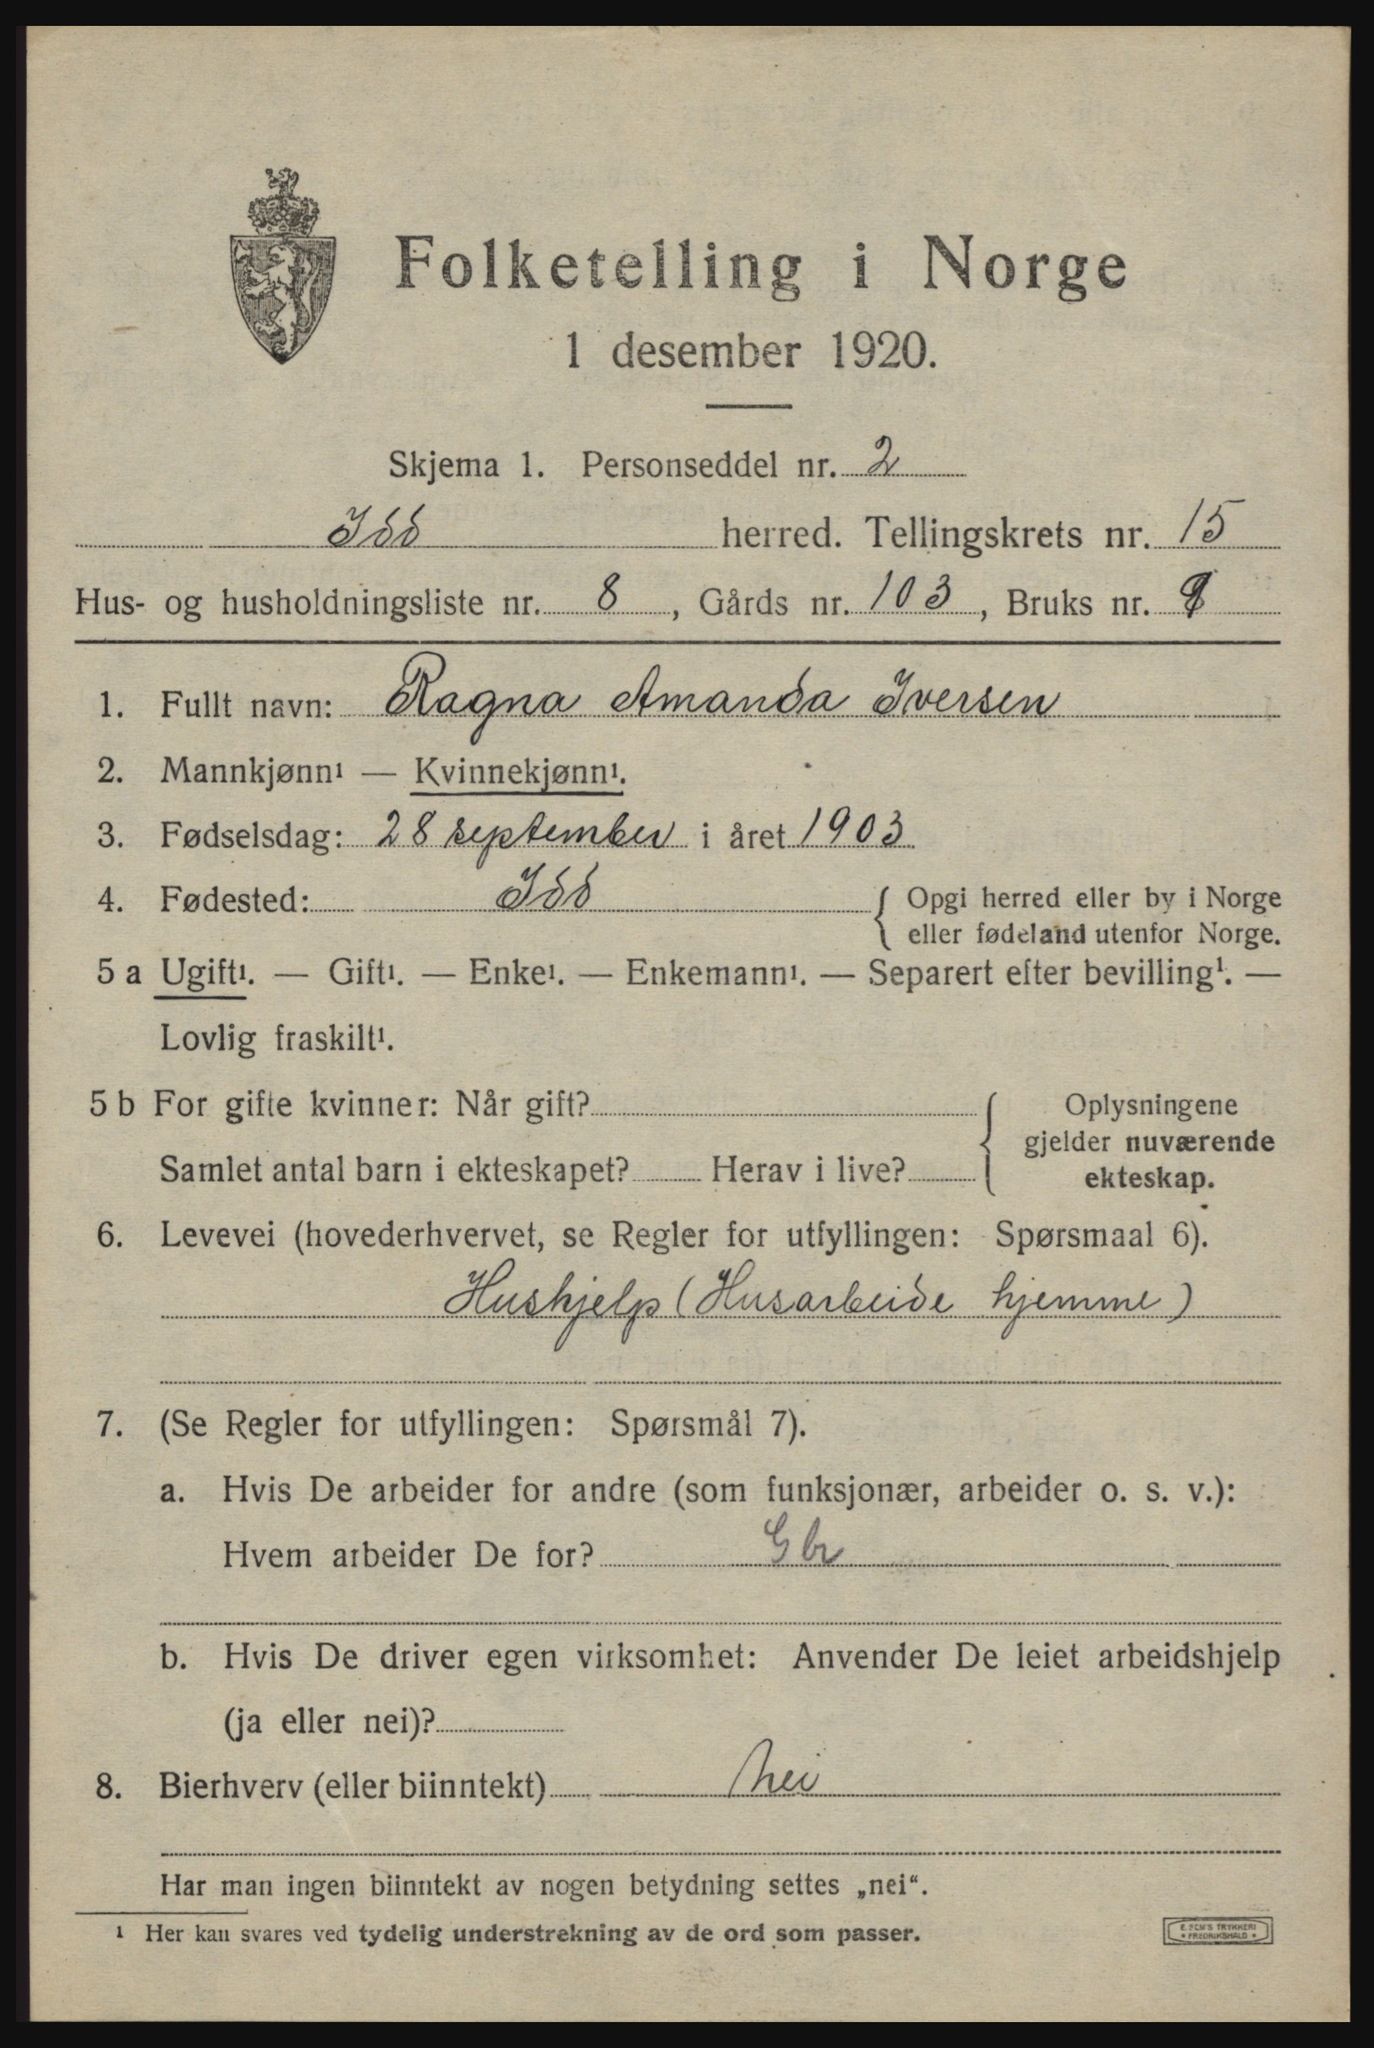 Folketelling i Norge
1 desember 1920.
Skjema 1. Personseddel nr. 2
Idd herred. Tellingskrets nr. 15
Hus- og husholdningsliste nr. 8, Gårds nr. 103, Bruks nr.
1. Fullt navn: Ragna Amanda Iversen
2. Mannkjønn¹ — Kvinnekjønn¹.
3. Fødselsdag: 28 september i året 1903
4. Fødested: Idd { Opgi herred eller by i Norge
eller fødeland utenfor Norge.
5 a Ugift¹. — Gift¹. — Enke¹. — Enkemann¹. — Separert efter bevilling¹. —
Lovlig fraskilt¹.
5 b For gifte kvinner: Når gift? { Oplysningene
gjelder nuværende
Samlet antal barn i ekteskapet? Herav i live? ekteskap.
6. Levevei (hovederhvervet, se Regler for utfyllingen: Spørsmaal 6).
Hushjelp (Husarbeide hjemme)
7. (Se Regler for utfyllingen: Spørsmål 7).
a. Hvis De arbeider for andre (som funksjonær, arbeider o. s. v.):
Hvem arbeider De for? Gbr
b. Hvis De driver egen virksomhet: Anvender De leiet arbeidshjelp
(ja eller nei)?
8. Bierhverv (eller biinntekt) Nei
Har man ingen biinntekt av nogen betydning settes „nei“.
¹ Her kan svares ved tydelig understrekning av de ord som passer.
E. SEM'S TRYKKERI
• FREDRIKSHALD •